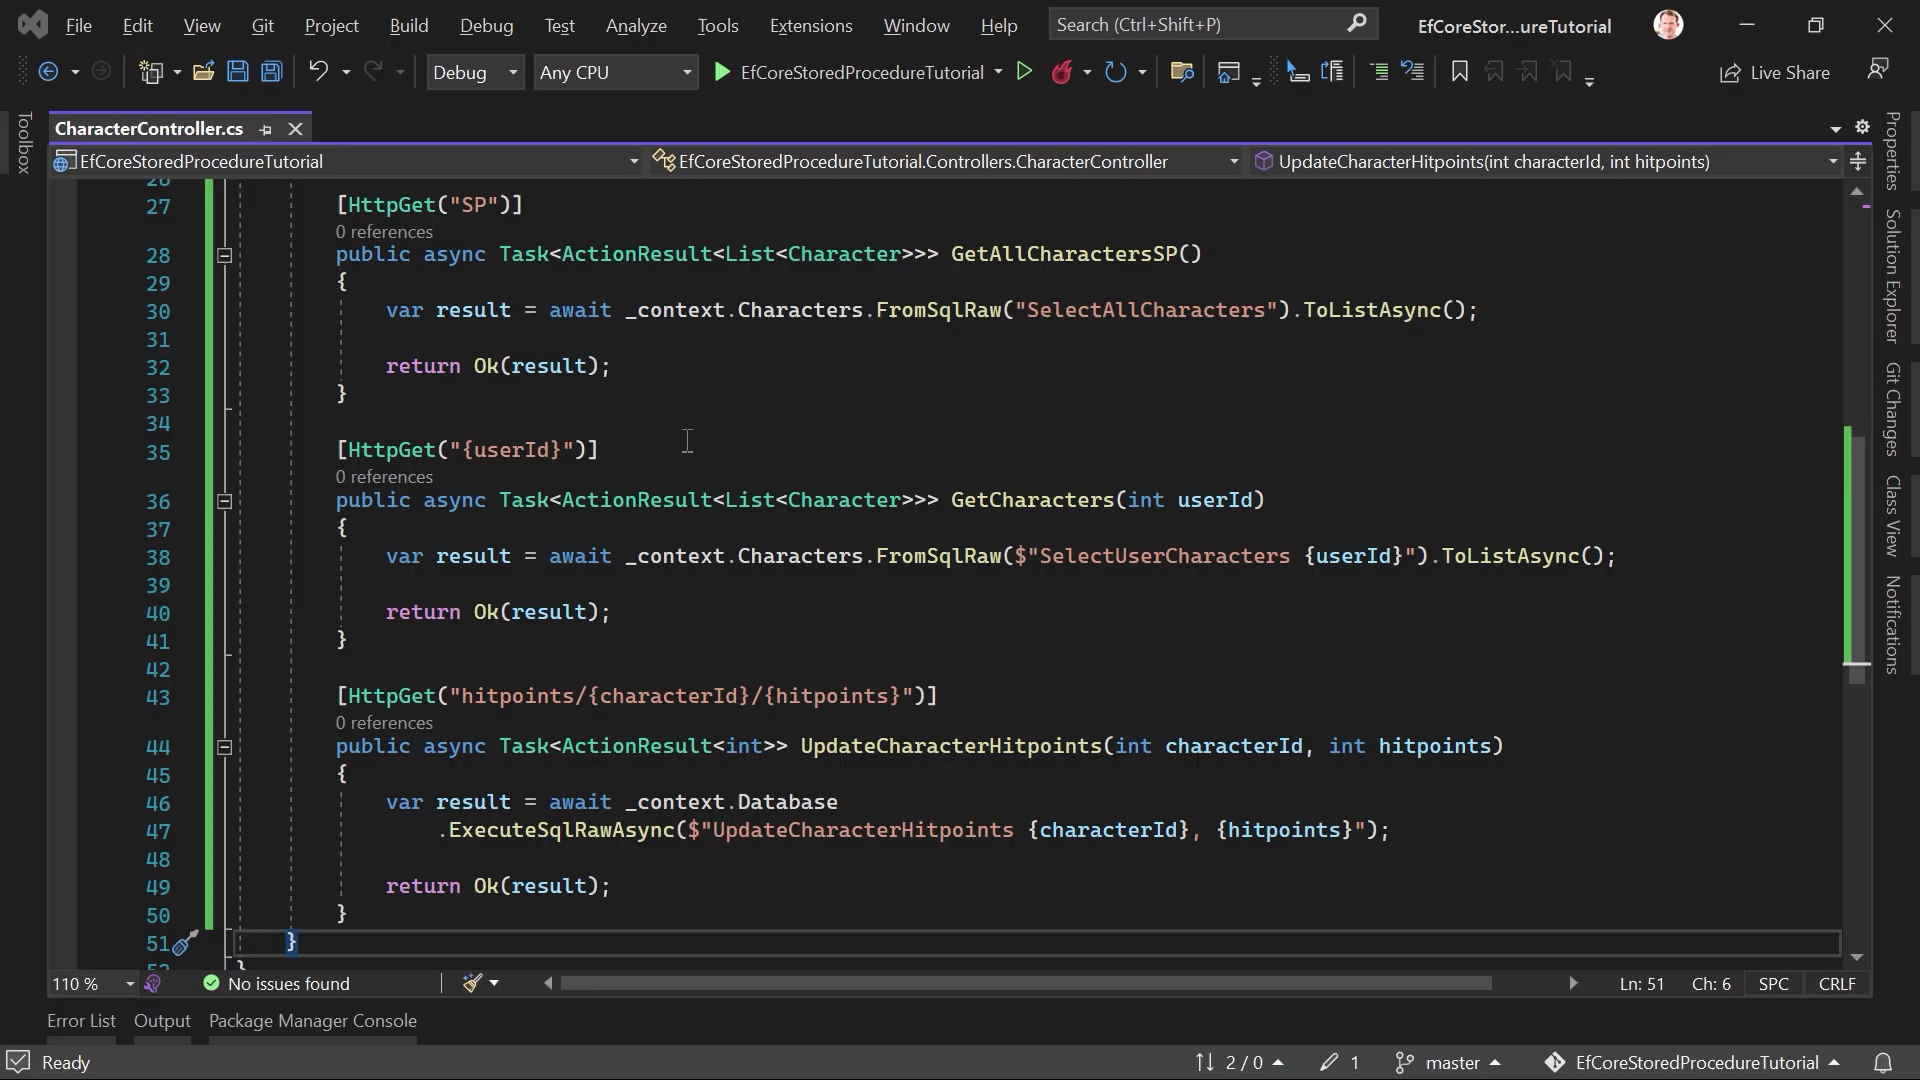 File Edit View Git Project Build Debug Test Analyze Tools Extensions Window Help Search (Ctrl+Shift+P) EfCoreStor...ureTutorial
Debug Any CPU EfCoreStoredProcedureTutorial Live Share
Toolbox
CharacterController.cs
EfCoreStoredProcedureTutorial EfCoreStoredProcedureTutorial.Controllers.CharacterController UpdateCharacterHitpoints(int characterId, int hitpoints)
26
27 [HttpGet("SP")]
0 references
28 public async Task<ActionResult<List<Character>>> GetAllCharactersSP()
29 {
30 var result = await _context.Characters.FromSqlRaw("SelectAllCharacters").ToListAsync();
31
32 return Ok(result);
33 }
34
35 [HttpGet("{userId}")]
0 references
36 public async Task<ActionResult<List<Character>>> GetCharacters(int userId)
37 {
38 var result = await _context.Characters.FromSqlRaw($"SelectUserCharacters {userId}").ToListAsync();
39
40 return Ok(result);
41 }
42
43 [HttpGet("hitpoints/{characterId}/{hitpoints}")]
0 references
44 public async Task<ActionResult<int>> UpdateCharacterHitpoints(int characterId, int hitpoints)
45 {
46 var result = await _context.Database
47 .ExecuteSqlRawAsync($"UpdateCharacterHitpoints {characterId}, {hitpoints}");
48
49 return Ok(result);
50 }
51 }
52 }
Properties
Solution Explorer
Git Changes
Class View
Notifications
110 % No issues found Ln: 51 Ch: 6 SPC CRLF
Error List Output Package Manager Console
Ready 2 / 0 1 master EfCoreStoredProcedureTutorial